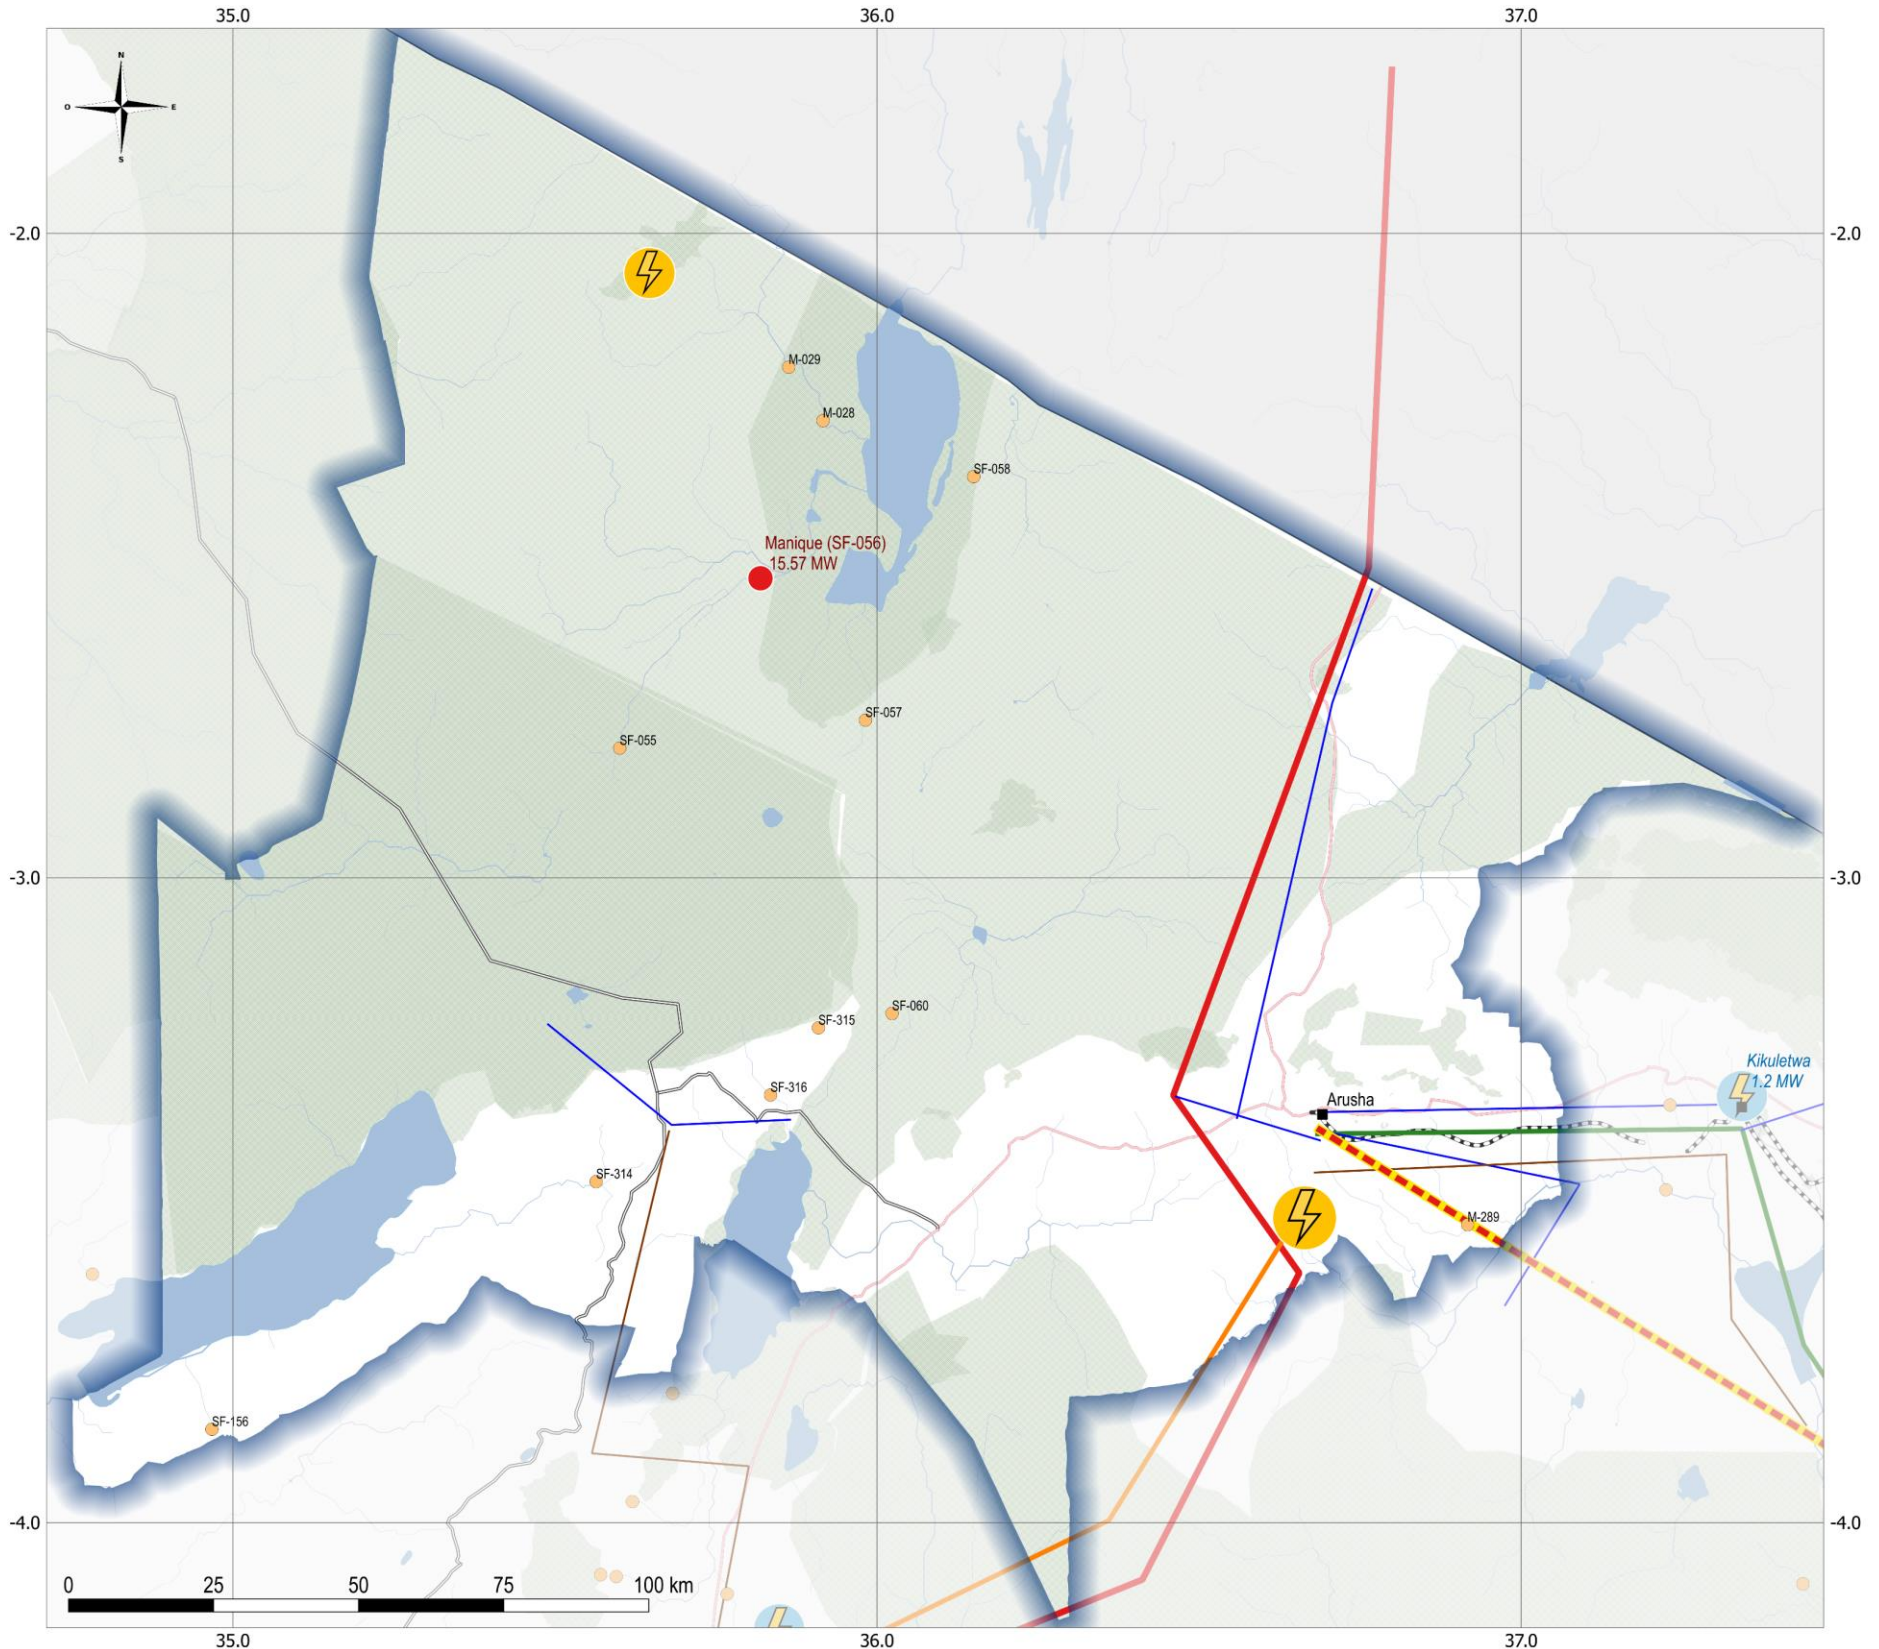 35.0
36.0
37.0
N
O
E
S
-2.0
-2.0
M-029
M-028
SF-058
Manique (SF-056)
15.57 MW
SF-057
SF-055
-3.0
-3.0
SF-060
SF-315
SF-316
Kikuletwa
1.2 MW
Arusha
SF-314
M-289
SF-156
-4.0
-4.0
0
25
50
75
100 km
35.0
36.0
37.0